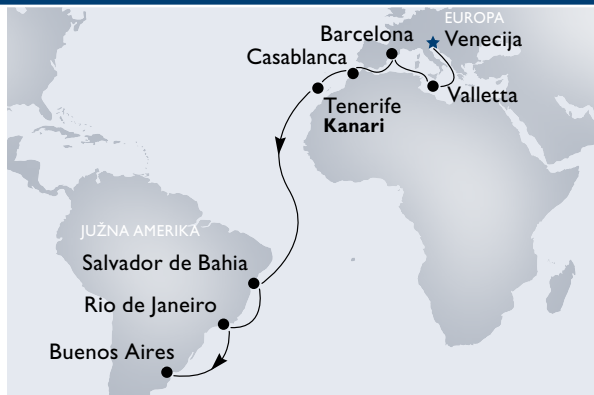 EUROPA
Barcelona
Venecija
Casablanca
Valletta
Tenerife
Kanari
JUŽNA AMERIKA
Salvador de Bahia
Rio de Janeiro
Buenos Aires